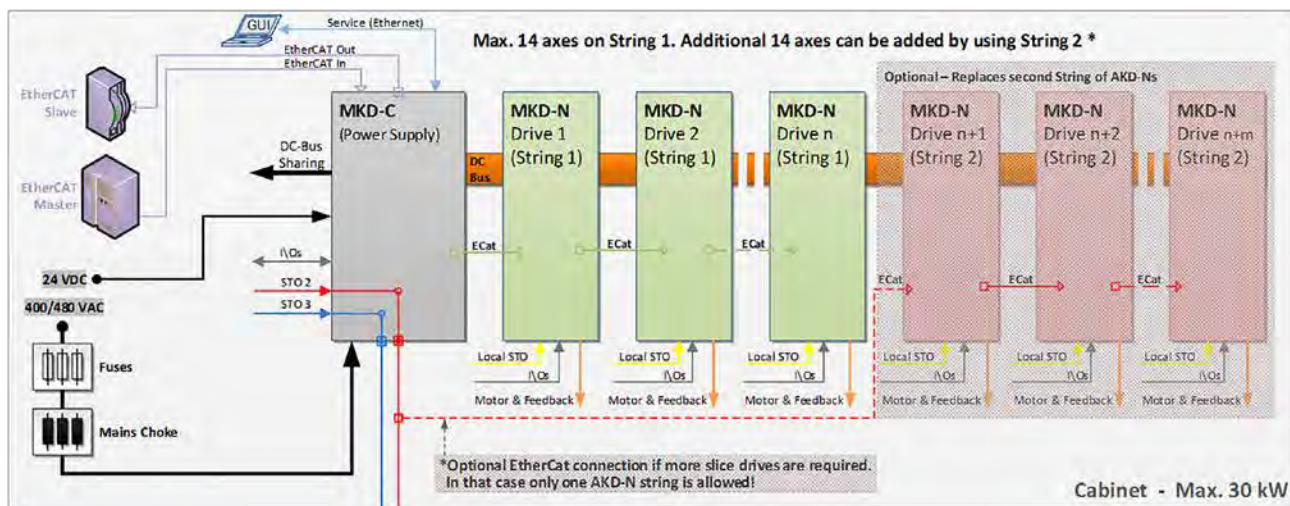 GUI
Service (Ethernet)
EtherCAT Out
EtherCAT In
Max. 14 axes on String 1. Additional 14 axes can be added by using String 2 *
Optional – Replaces second String of AKD-Ns
EtherCAT
Slave
EtherCAT
Master
MKD-C
(Power Supply)
MKD-N
Drive 1
(String 1)
MKD-N
Drive 2
(String 1)
MKD-N
Drive n
(String 1)
MKD-N
Drive n+1
(String 2)
MKD-N
Drive n+2
(String 2)
MKD-N
Drive n+m
(String 2)
DC-Bus
Sharing
DC
Bus
ECat
ECat
ECat
ECat
ECat
ECat
I\Os
24 VDC
STO 2
STO 3
400/480 VAC
Fuses
Mains Choke
Local STO
I\Os
Motor & Feedback
Local STO
I\Os
Motor & Feedback
Local STO
I\Os
Motor & Feedback
Local STO
I\Os
Motor & Feedback
Local STO
I\Os
Motor & Feedback
Local STO
I\Os
Motor & Feedback
*Optional EtherCat connection if more slice drives are required.
In that case only one AKD-N string is allowed!
Cabinet - Max. 30 kW